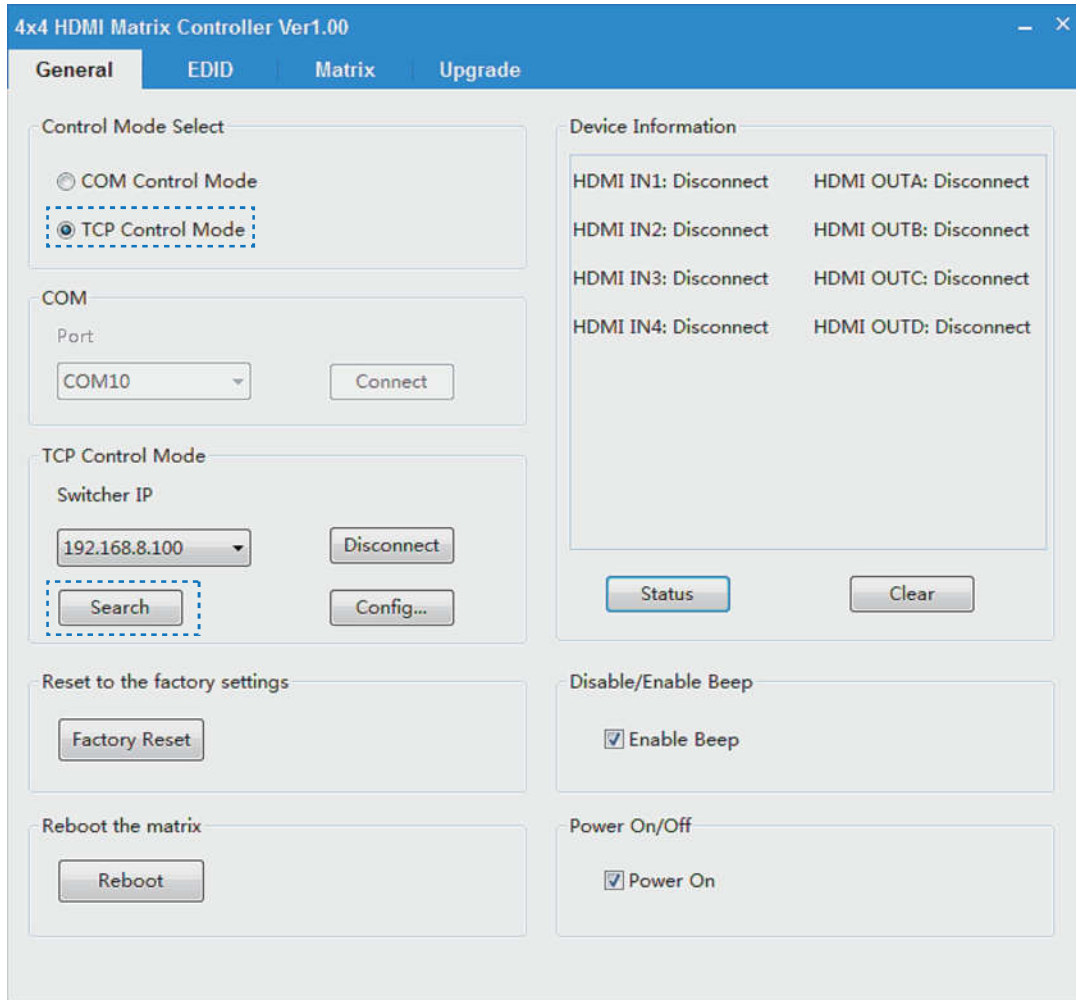 4x4 HDMI Matrix Controller Ver1.00
General EDID Matrix Upgrade
Control Mode Select
COM Control Mode
TCP Control Mode
COM
Port
COM10 Connect
TCP Control Mode
Switcher IP
192.168.8.100 Disconnect
Search Config...
Reset to the factory settings
Factory Reset
Reboot the matrix
Reboot
Device Information
HDMI IN1: Disconnect HDMI OUTA: Disconnect
HDMI IN2: Disconnect HDMI OUTB: Disconnect
HDMI IN3: Disconnect HDMI OUTC: Disconnect
HDMI IN4: Disconnect HDMI OUTD: Disconnect
Status Clear
Disable/Enable Beep
Enable Beep
Power On/Off
Power On